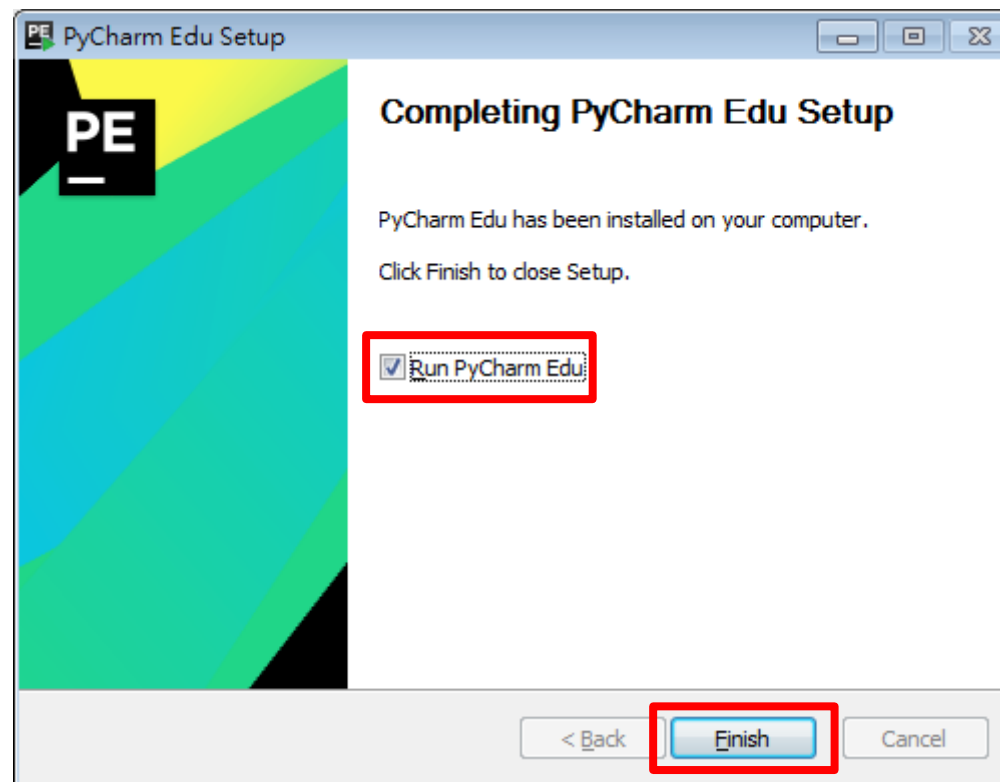 PyCharm Edu Setup
PE
Completing PyCharm Edu Setup
PyCharm Edu has been installed on your computer.
Click Finish to close Setup.
Run PyCharm Edu
< Back Finish Cancel